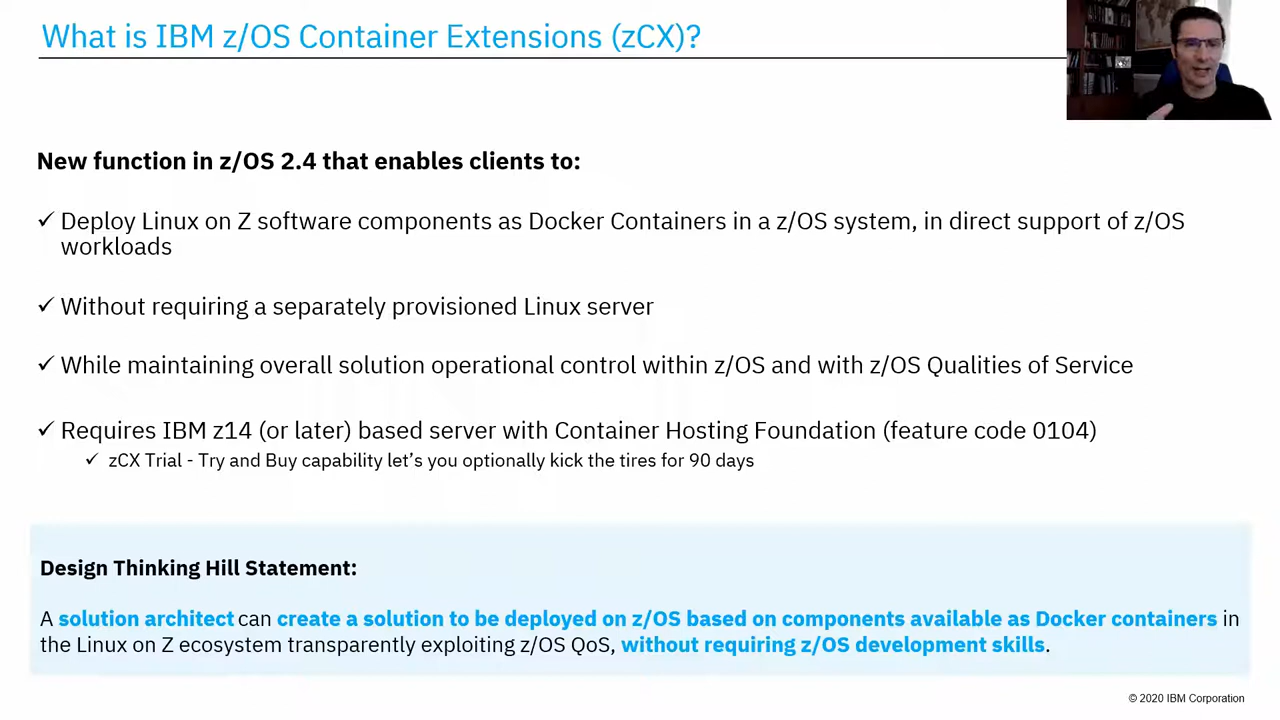 What is IBM z/OS Container Extensions (zCX)?
New function in z/OS 2.4 that enables clients to:
✓ Deploy Linux on Z software components as Docker Containers in a z/OS system, in direct support of z/OS
workloads
✓ Without requiring a separately provisioned Linux server
✓ While maintaining overall solution operational control within z/OS and with z/OS Qualities of Service
✓ Requires IBM z14 (or later) based server with Container Hosting Foundation (feature code 0104)
✓ zCX Trial - Try and Buy capability let's you optionally kick the tires for 90 days
Design Thinking Hill Statement:
A solution architect can create a solution to be deployed on z/OS based on components available as Docker containers in
the Linux on Z ecosystem transparently exploiting z/OS QoS, without requiring z/OS development skills.
© 2020 IBM Corporation